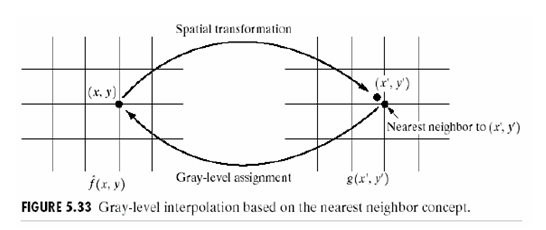 Spatial transformation
(x, y)
(x', y')
Nearest neighbor to (x', y')
f̂(x, y)
Gray-level assignment
g(x', y')
FIGURE 5.33 Gray-level interpolation based on the nearest neighbor concept.